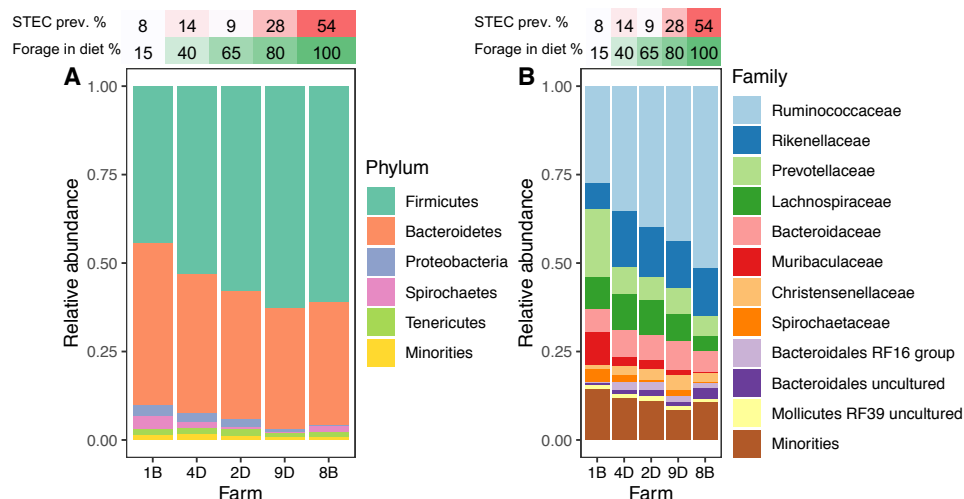 STEC prev. % 8 14 9 28 54
Forage in diet % 15 40 65 80 100
A
1.00
0.75
0.50
0.25
0.00
Relative abundance
1B 4D 2D 9D 8B
Farm
Phylum
Firmicutes
Bacteroidetes
Proteobacteria
Spirochaetes
Tenericutes
Minorities
STEC prev. % 8 14 9 28 54
Forage in diet % 15 40 65 80 100
B
1.00
0.75
0.50
0.25
0.00
Relative abundance
1B 4D 2D 9D 8B
Farm
Family
Ruminococcaceae
Rikenellaceae
Prevotellaceae
Lachnospiraceae
Bacteroidaceae
Muribaculaceae
Christensenellaceae
Spirochaetaceae
Bacteroidales RF16 group
Bacteroidales uncultured
Mollicutes RF39 uncultured
Minorities